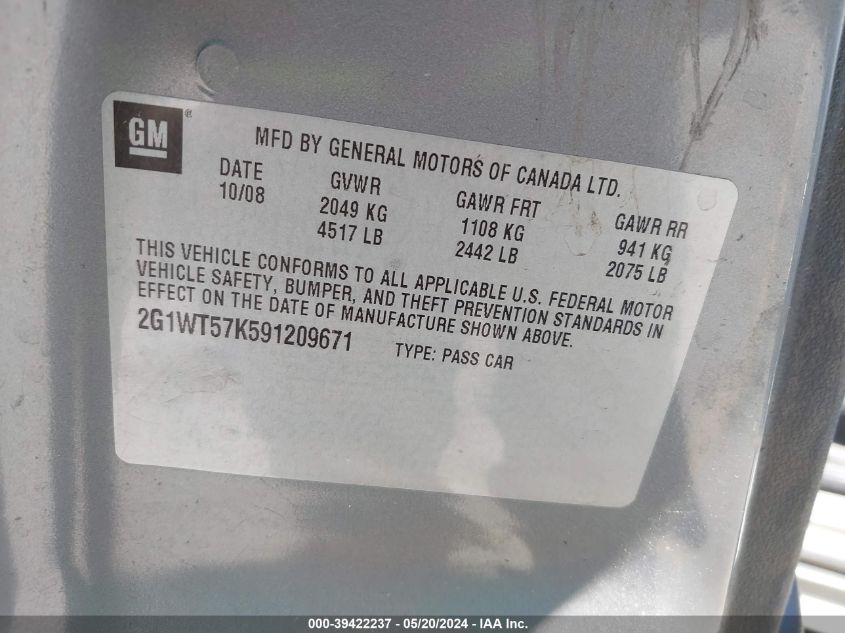 GM ®
MFD BY GENERAL MOTORS OF CANADA LTD.
DATE GVWR GAWR FRT GAWR RR
10/08 2049 KG 1108 KG 941 KG
4517 LB 2442 LB 2075 LB
THIS VEHICLE CONFORMS TO ALL APPLICABLE U.S. FEDERAL MOTOR
VEHICLE SAFETY, BUMPER, AND THEFT PREVENTION STANDARDS IN
EFFECT ON THE DATE OF MANUFACTURE SHOWN ABOVE.
2G1WT57K591209671 TYPE: PASS CAR
000-39422237 - 05/20/2024 - IAA Inc.